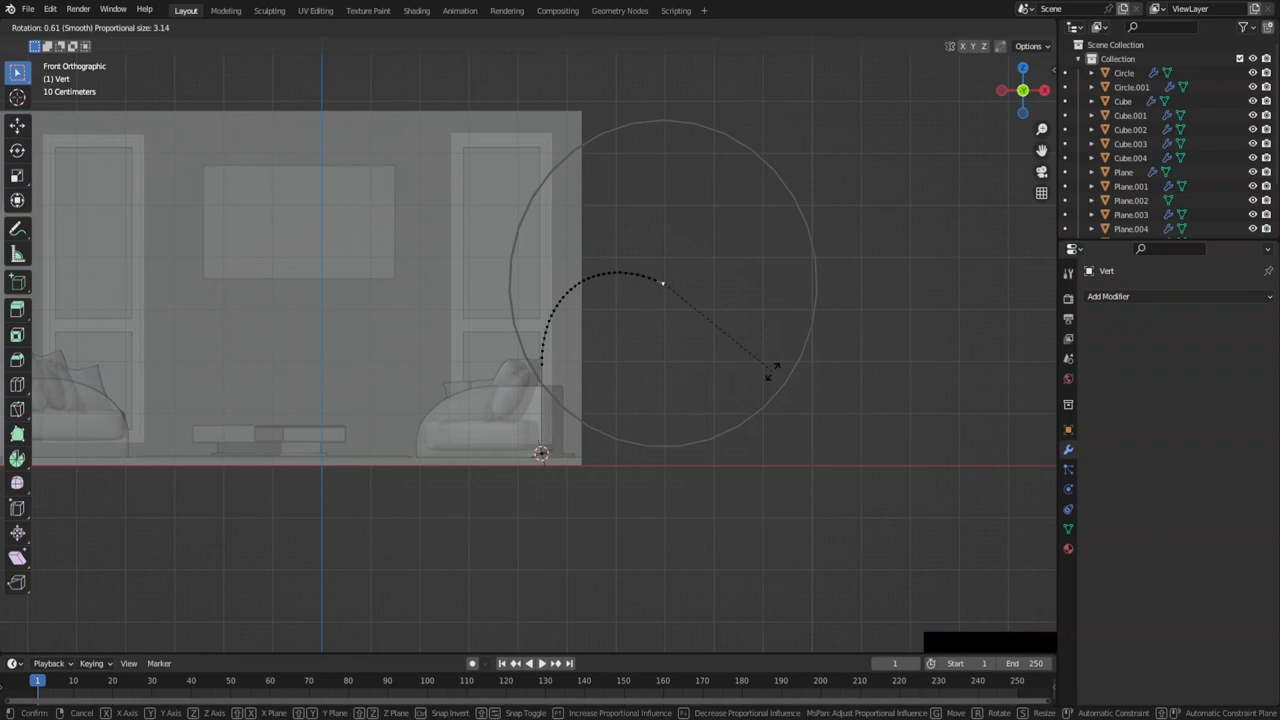 File Edit Render Window Help Layout Modeling Sculpting UV Editing Texture Paint Shading Animation Rendering Compositing Geometry Nodes Scripting + Scene ViewLayer
Rotation: 0.61 (Smooth) Proportional size: 3.14
X Y Z Options
Front Orthographic
(1) Vert
10 Centimeters
Z
X
-Y
Scene Collection
Collection
Circle
Circle.001
Cube
Cube.001
Cube.002
Cube.003
Cube.004
Plane
Plane.001
Plane.002
Plane.003
Plane.004
Vert
Add Modifier
Playback Keying View Marker 1 Start 1 End 250
1 10 20 30 40 50 60 70 80 90 100 110 120 130 140 150 160 170 180 190 200 210 220 230 240 250
Confirm Cancel X X Axis Y Y Axis Z Z Axis X X Plane Y Y Plane Z Z Plane Snap Invert Snap Toggle Increase Proportional Influence Decrease Proportional Influence MsPan: Adjust Proportional Influence G Move R Rotate S Resize Automatic Constraint Automatic Constraint Plane